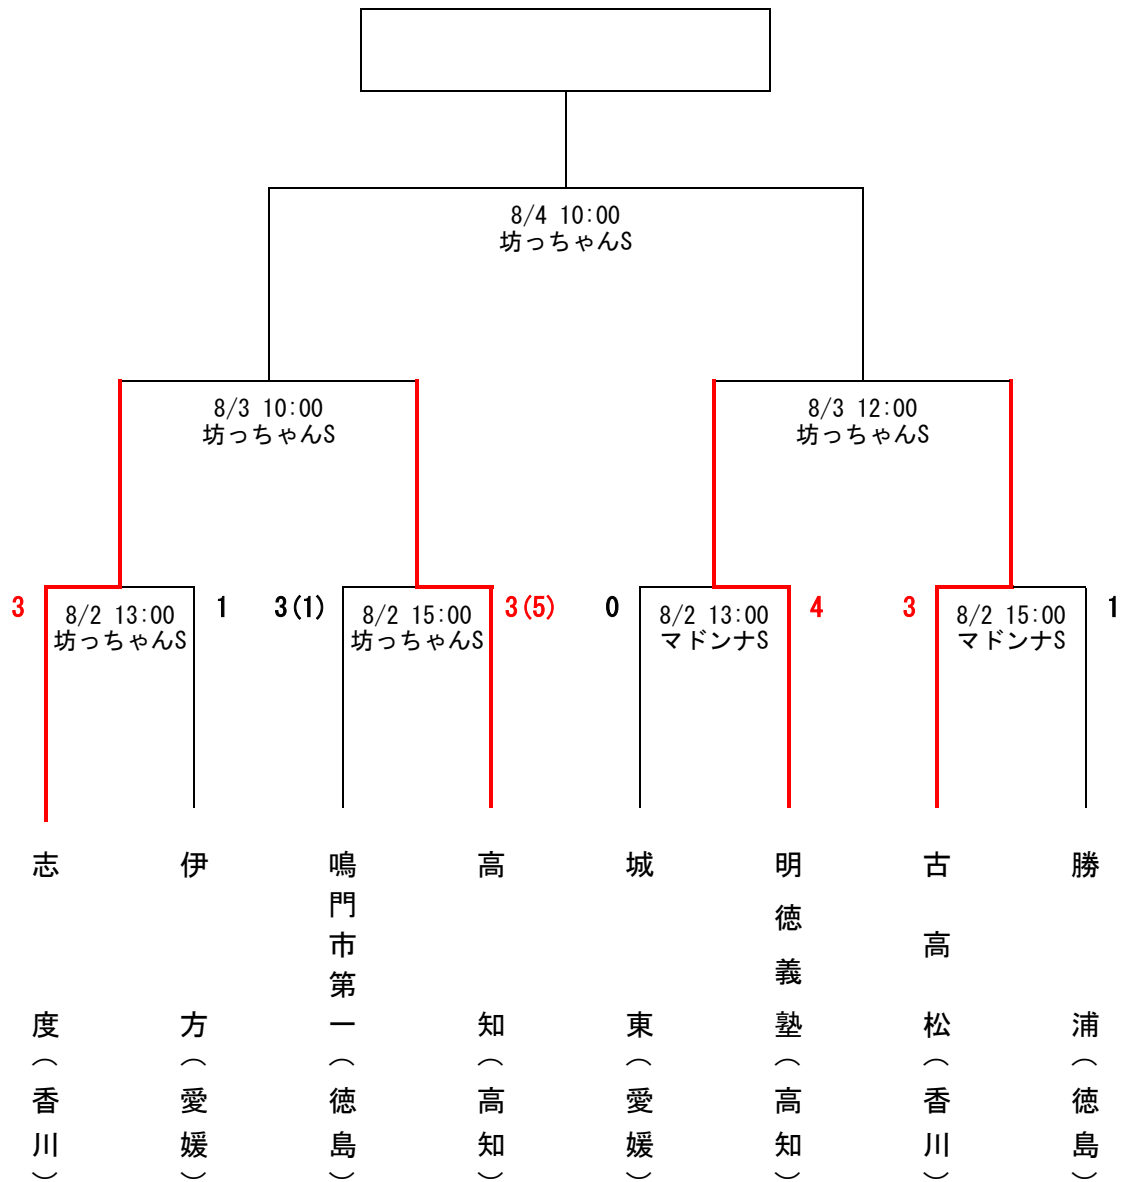 8/4 10:00
坊っちゃんS
8/3 10:00
坊っちゃんS
8/3 12:00
坊っちゃんS
3
8/2 13:00
坊っちゃんS
1
3(1)
8/2 15:00
坊っちゃんS
3(5)
0
8/2 13:00
マドンナS
4
3
8/2 15:00
マドンナS
1
志度(香川)
伊方(愛媛)
鳴門市第一(徳島)
高知(高知)
城東(愛媛)
明徳義塾(高知)
古高松(香川)
勝浦(徳島)